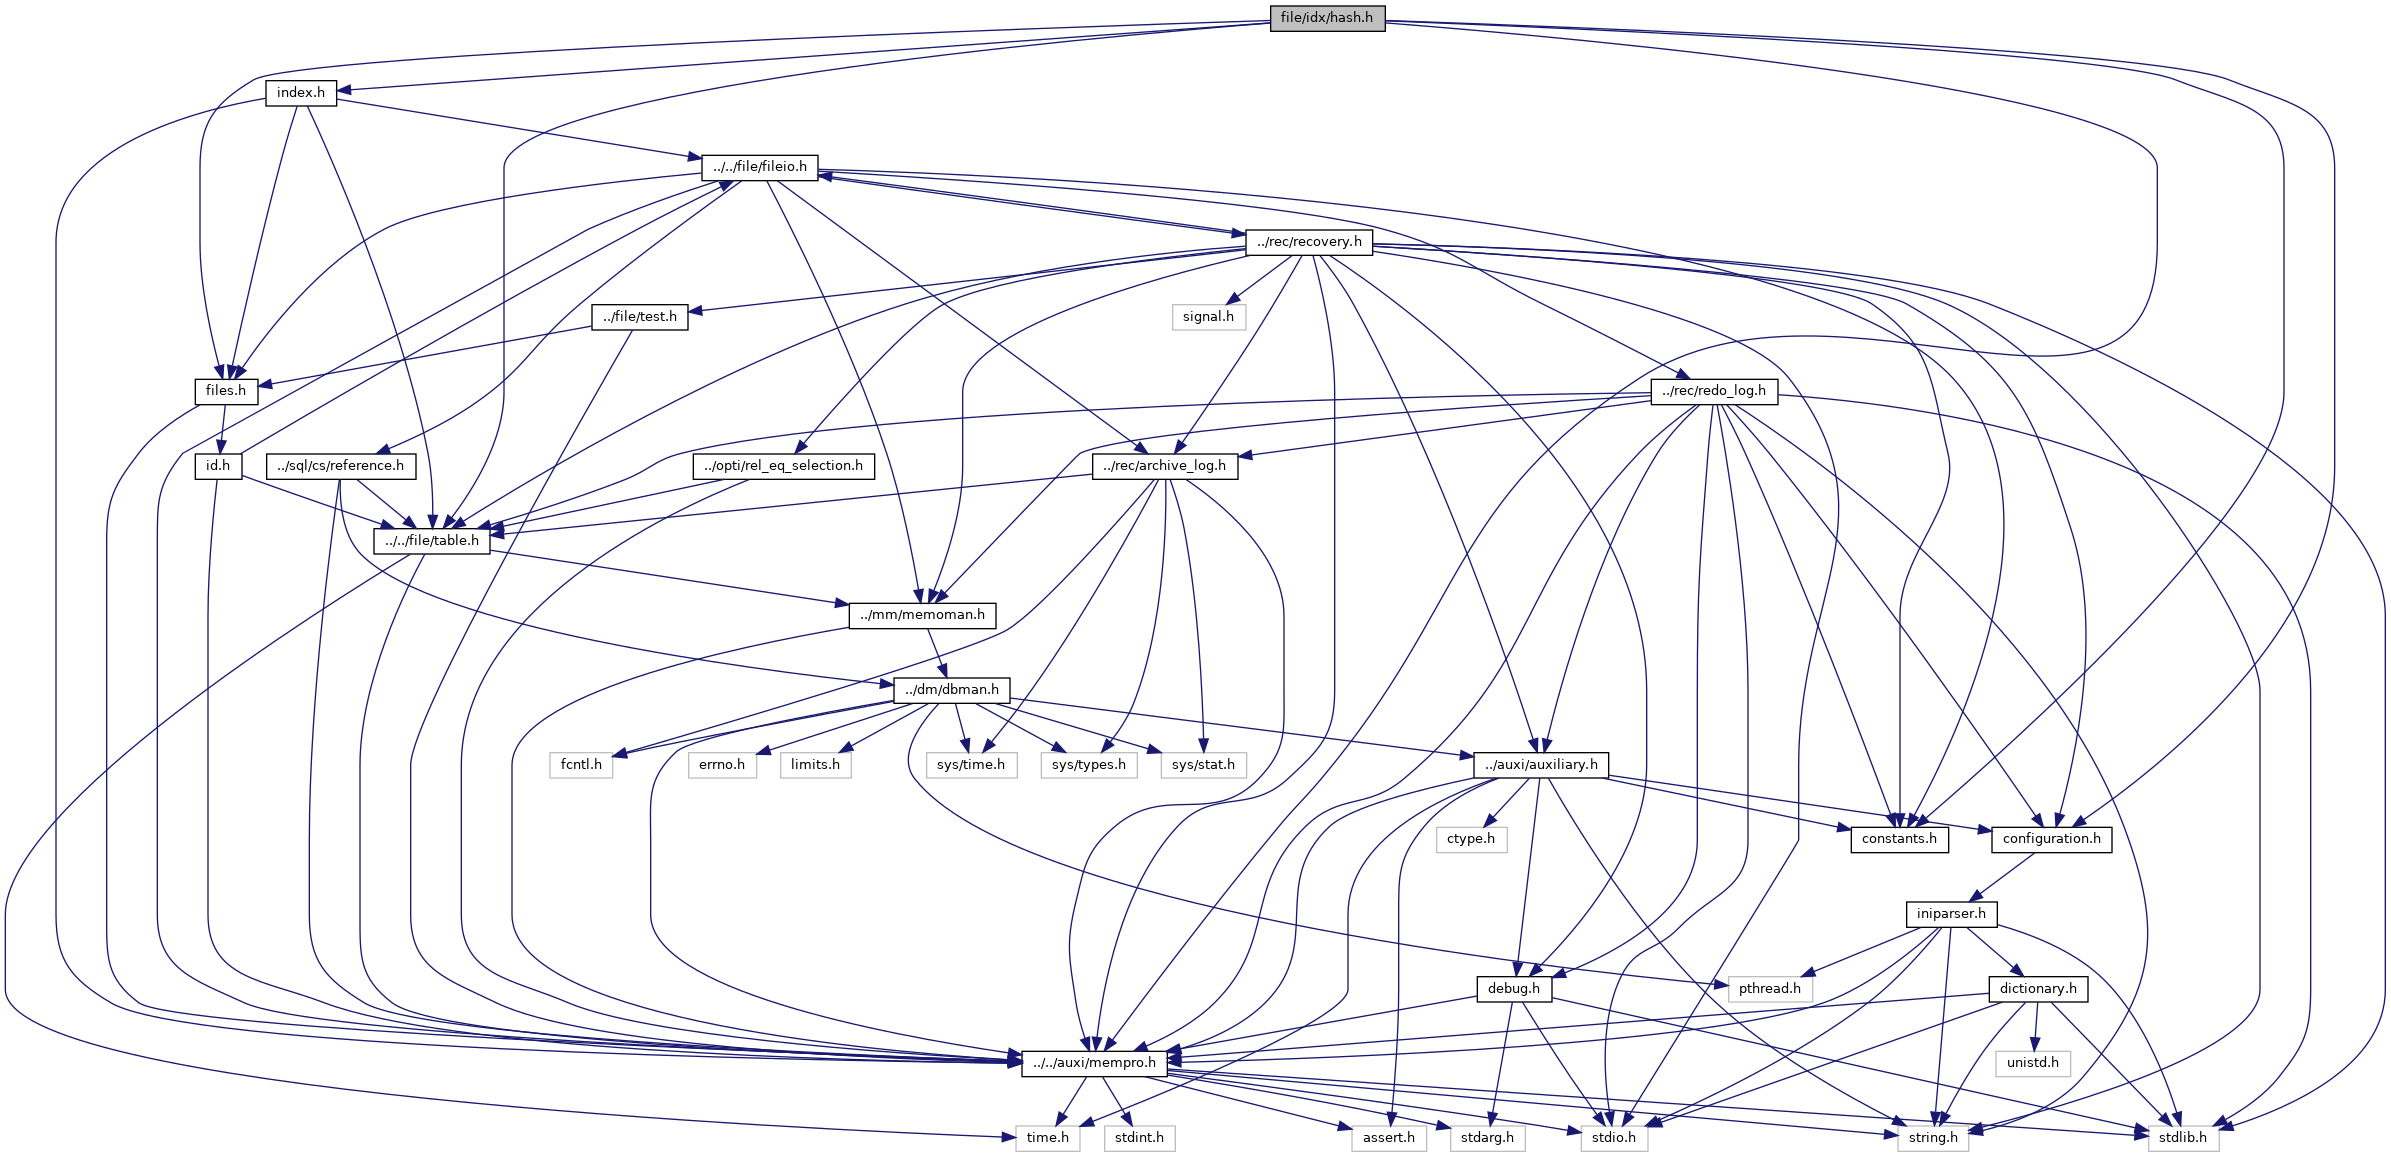 file/idx/hash.h
index.h
../../file/fileio.h
../rec/recovery.h
../file/test.h
signal.h
files.h
../rec/redo_log.h
id.h
../sql/cs/reference.h
../opti/rel_eq_selection.h
../rec/archive_log.h
../../file/table.h
../mm/memoman.h
../dm/dbman.h
fcntl.h
errno.h
limits.h
sys/time.h
sys/types.h
sys/stat.h
../auxi/auxiliary.h
ctype.h
constants.h
configuration.h
iniparser.h
debug.h
pthread.h
dictionary.h
../../auxi/mempro.h
unistd.h
time.h
stdint.h
assert.h
stdarg.h
stdio.h
string.h
stdlib.h